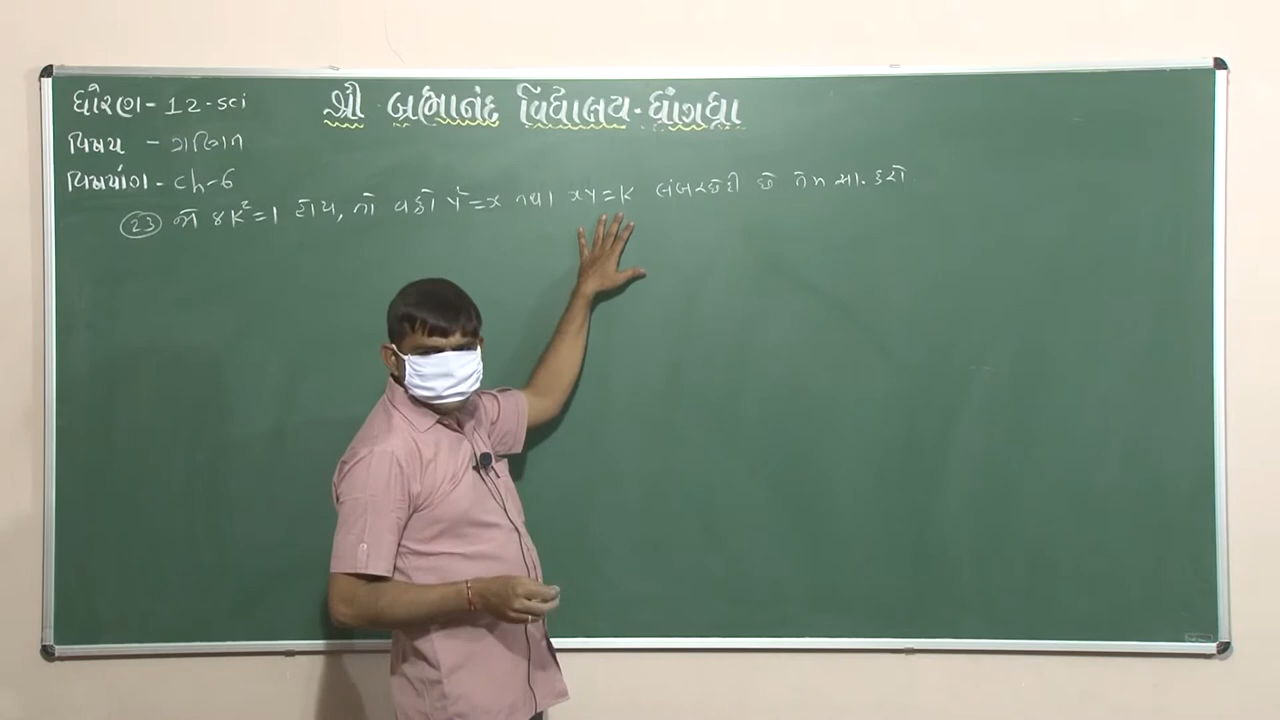 ધોરણ - 12 - sci
શ્રી બ્રહ્માનંદ વિદ્યાલય - ધ્રાંગધ્રા
વિષય - ગણિત
વિષયાંગ - ch-6
(23) જો 8K²=1 હોય, તો વક્રો y²=x તથા xy=K લંબચ્છેદી છે તેમ સા. કરો